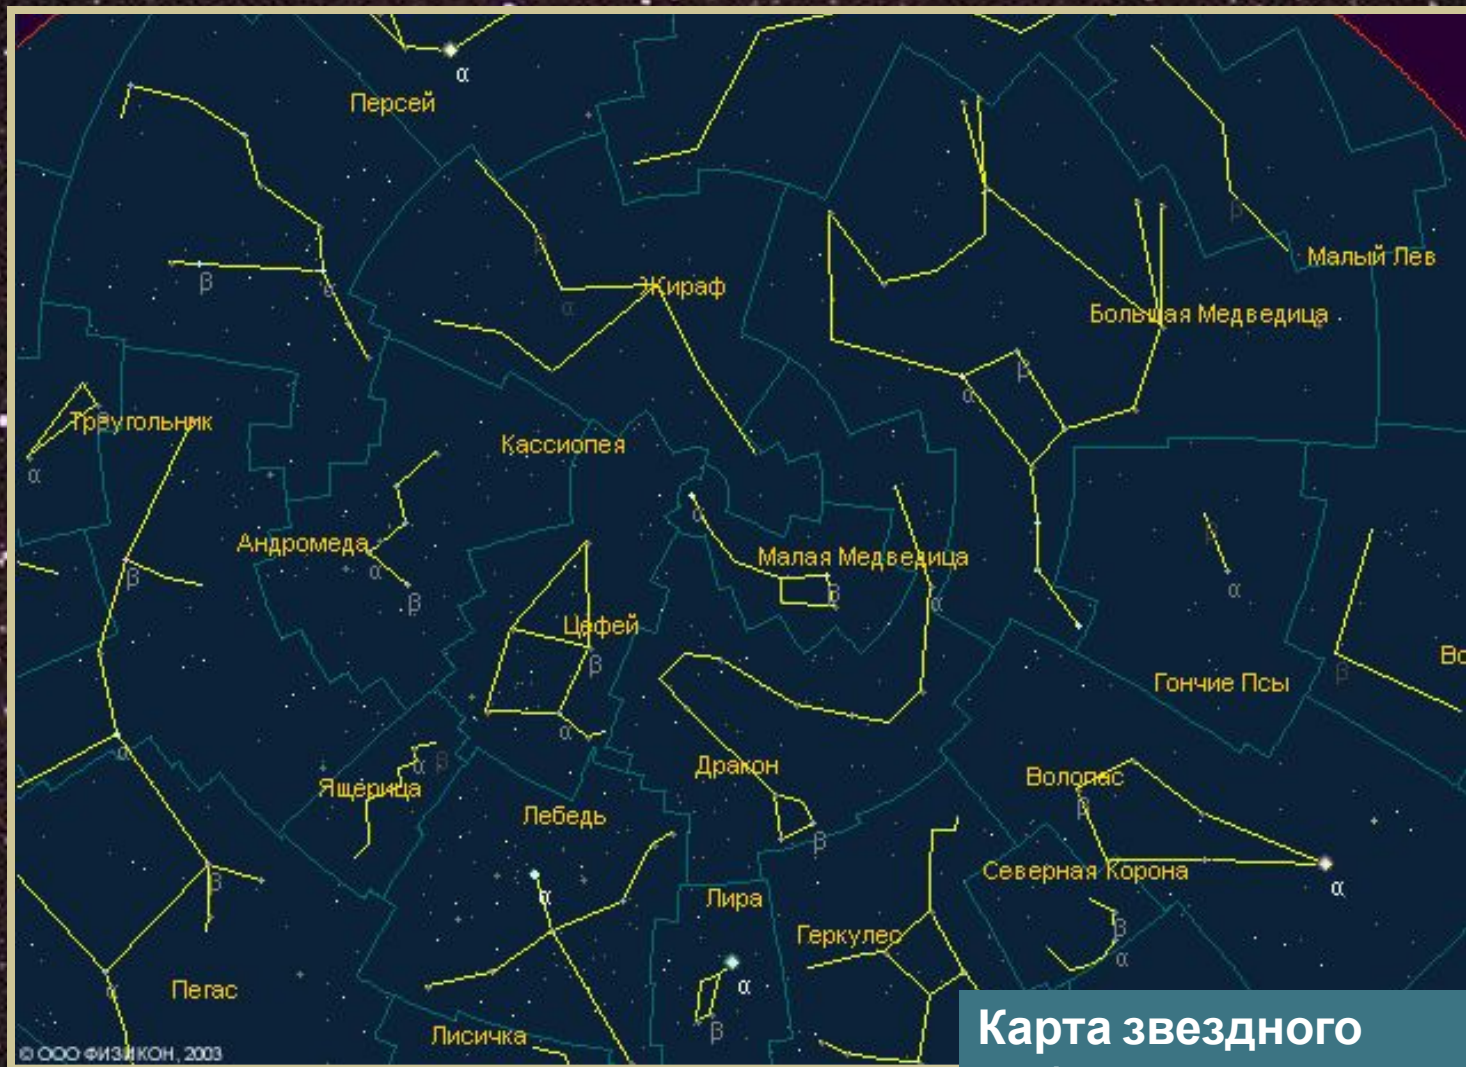 α
Персей
β
Малый Лев
β
α
β
α
Жираф
Большая Медведица
β
α
Треугольник
β
α
Кассиопея
α
Андромеда
α
β
Малая Медведица
β
α
β
α
β
Цефей
β
Гончие Псы
Во
β
α
α
Дракон
Волопас
β
Ящерица
α
β
Лебедь
β
Северная Корона
α
β
α
Лира
Геркулес
β
α
Пегас
α
α
β
Лисичка
© ООО ФИЗИКОН, 2003
Карта звездного